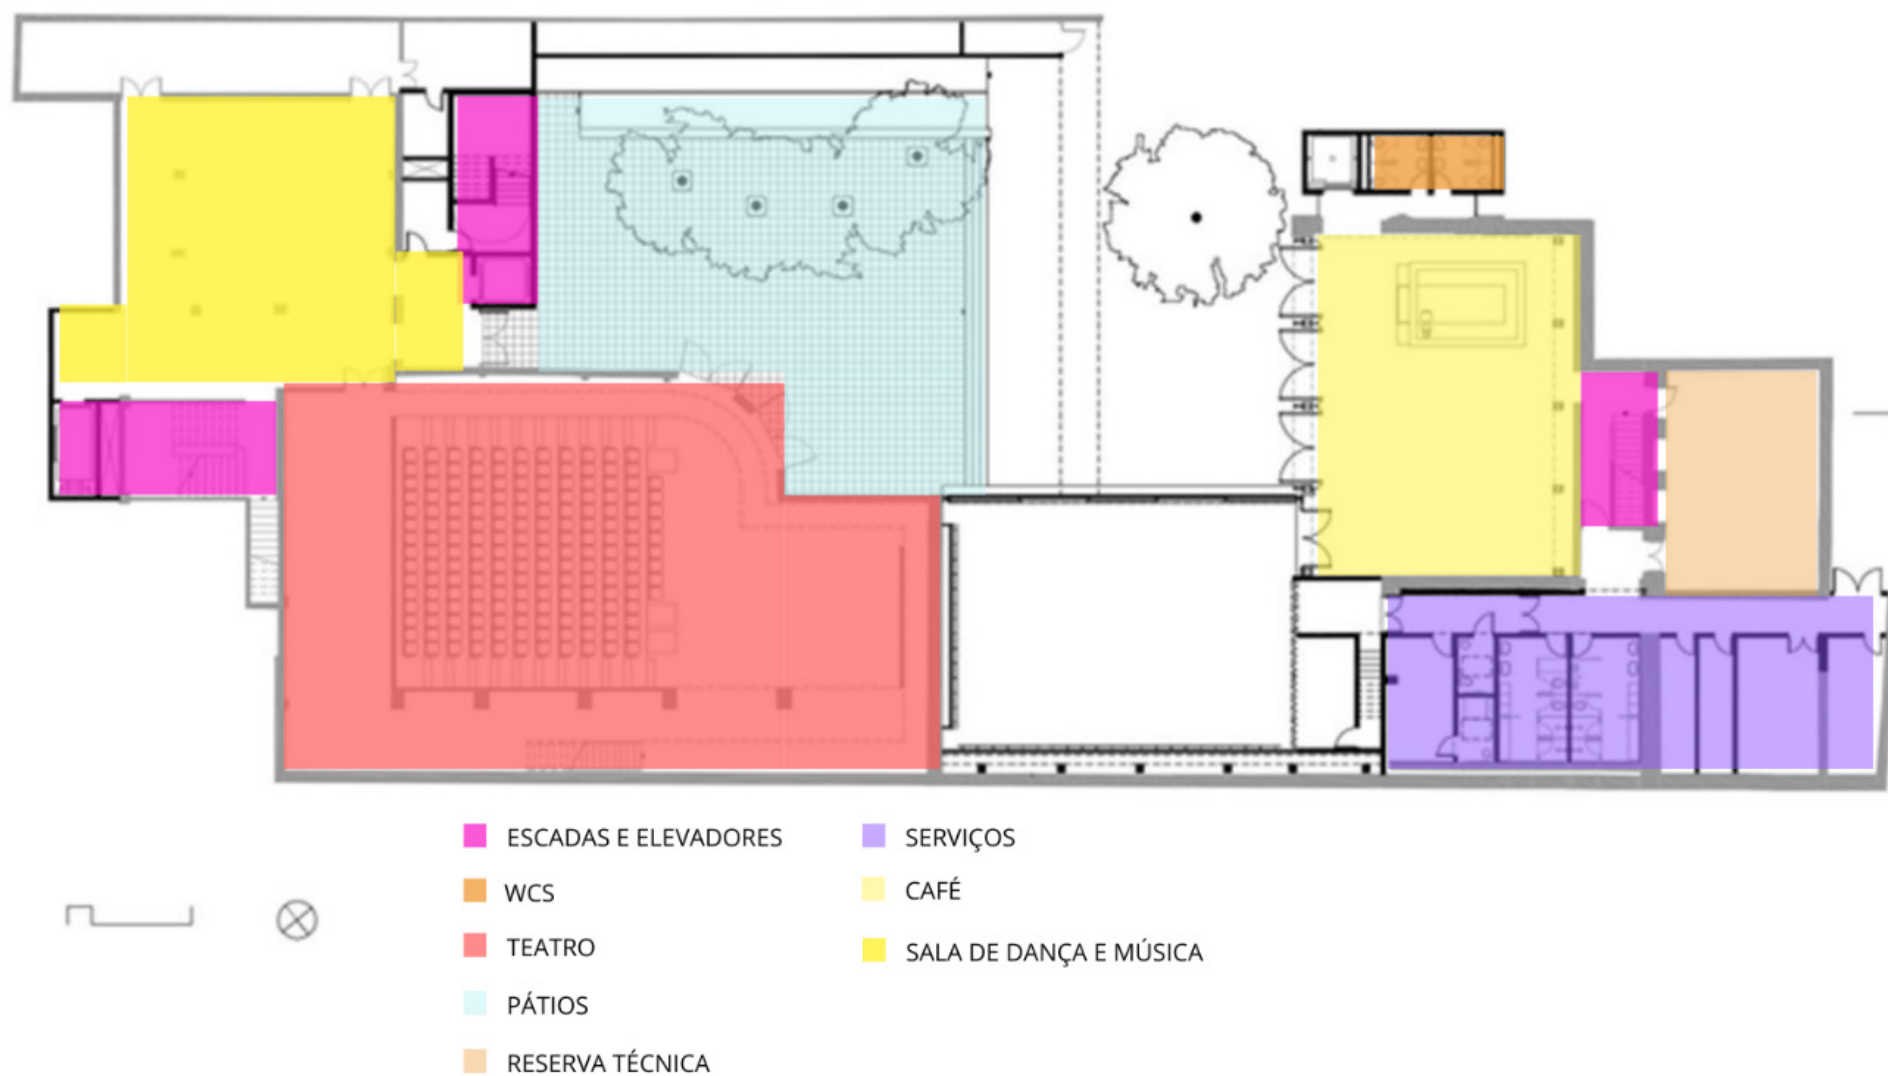 ESCADAS E ELEVADORES
WCS
TEATRO
PÁTIOS
RESERVA TÉCNICA
SERVIÇOS
CAFÉ
SALA DE DANÇA E MÚSICA